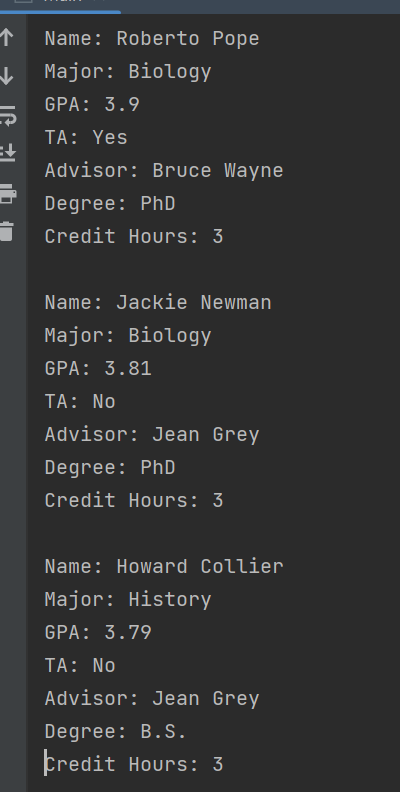 Name: Roberto Pope
Major: Biology
GPA: 3.9
TA: Yes
Advisor: Bruce Wayne
Degree: PhD
Credit Hours: 3

Name: Jackie Newman
Major: Biology
GPA: 3.81
TA: No
Advisor: Jean Grey
Degree: PhD
Credit Hours: 3

Name: Howard Collier
Major: History
GPA: 3.79
TA: No
Advisor: Jean Grey
Degree: B.S.
Credit Hours: 3